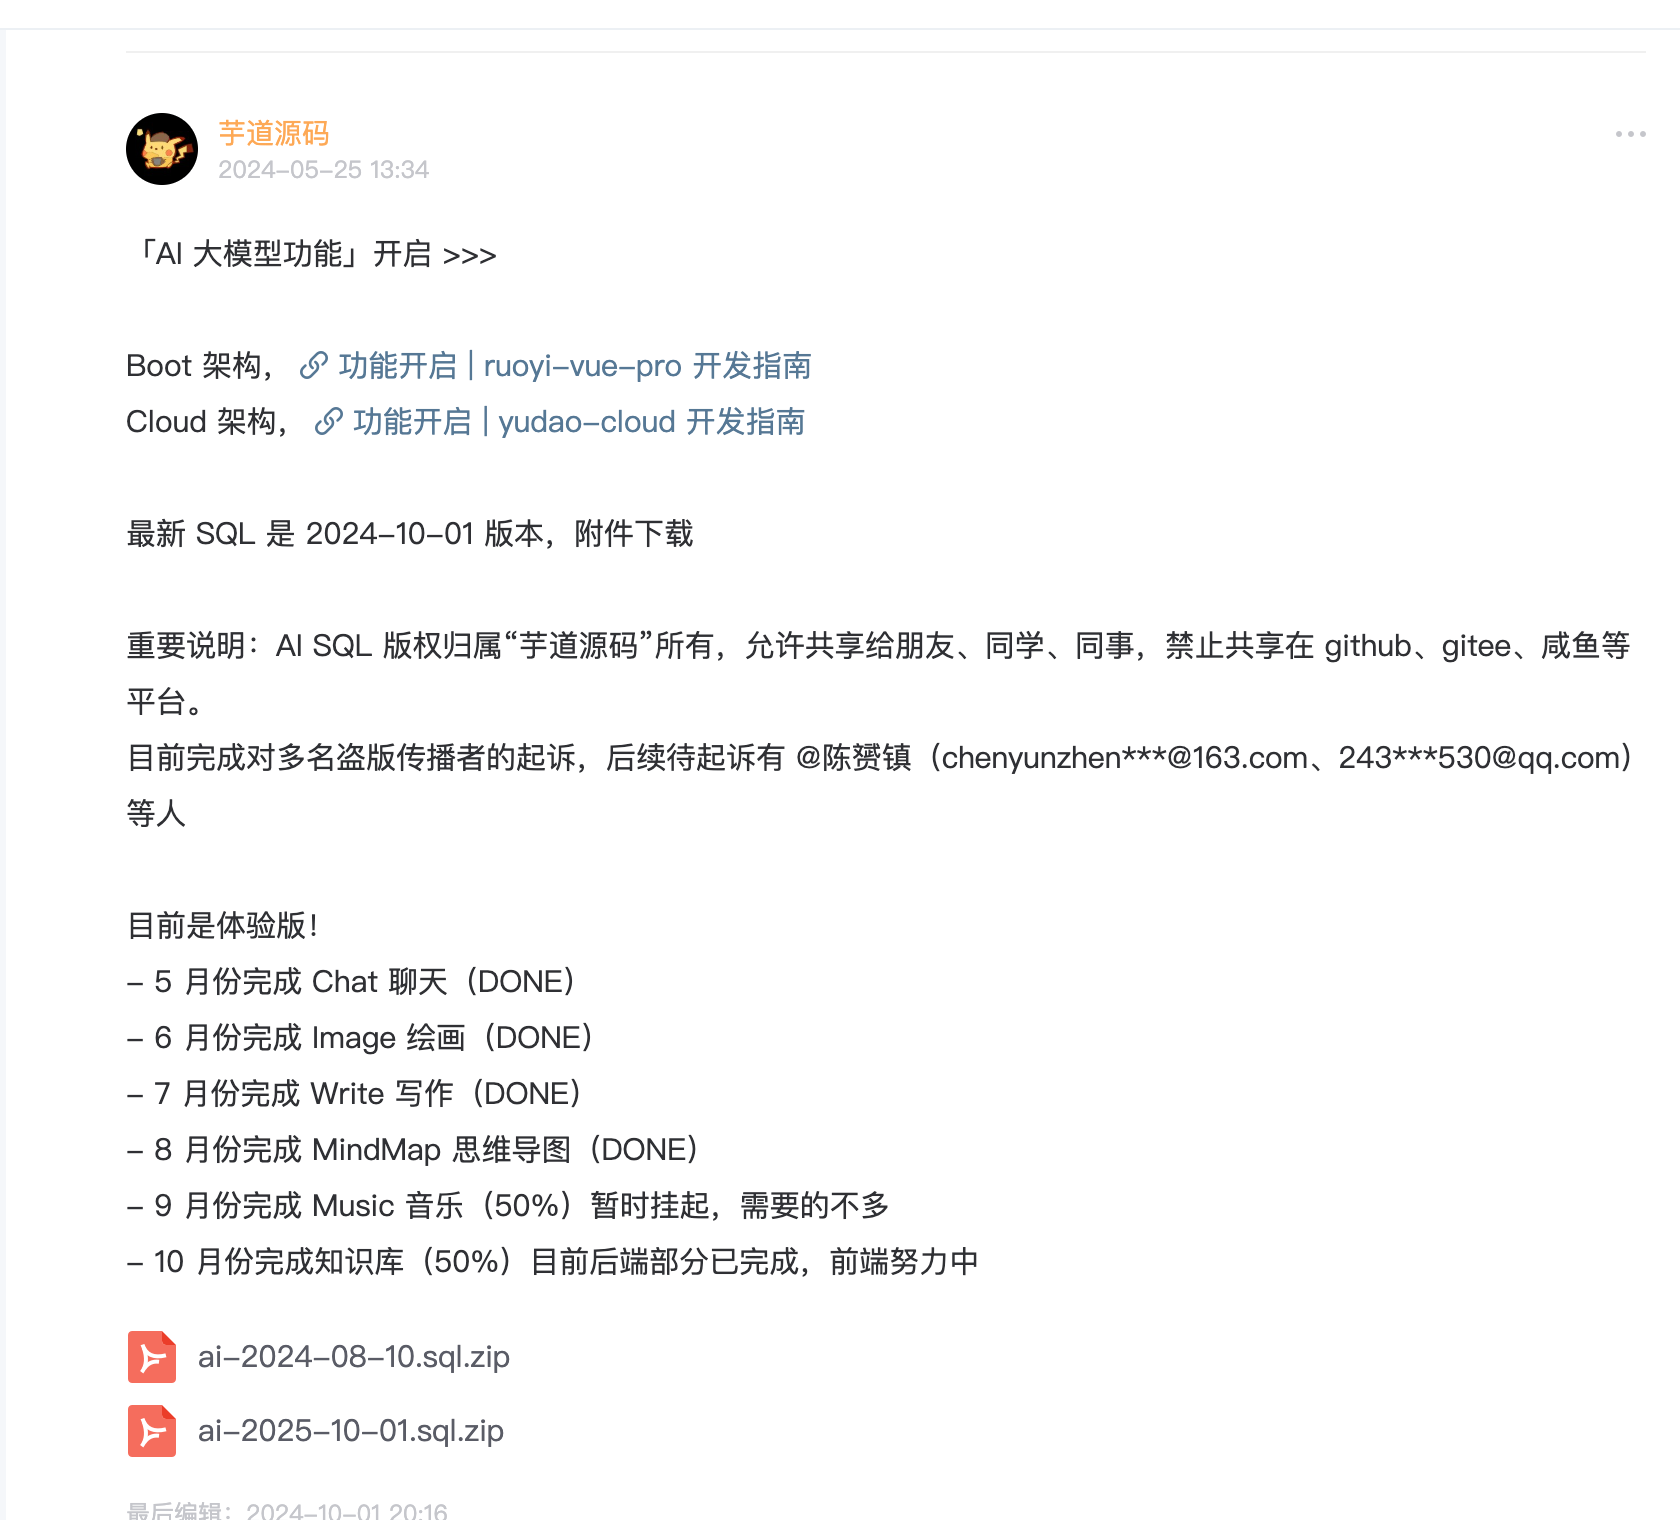 芋道源码
2024-05-25 13:34
「AI 大模型功能」开启 >>>
Boot 架构， 功能开启 | ruoyi-vue-pro 开发指南
Cloud 架构， 功能开启 | yudao-cloud 开发指南
最新 SQL 是 2024-10-01 版本，附件下载
重要说明：AI SQL 版权归属“芋道源码”所有，允许共享给朋友、同学、同事，禁止共享在 github、gitee、咸鱼等
平台。
目前完成对多名盗版传播者的起诉，后续待起诉有 @陈赟镇（chenyunzhen***@163.com、243***530@qq.com）
等人
目前是体验版！
- 5 月份完成 Chat 聊天（DONE）
- 6 月份完成 Image 绘画（DONE）
- 7 月份完成 Write 写作（DONE）
- 8 月份完成 MindMap 思维导图（DONE）
- 9 月份完成 Music 音乐（50%）暂时挂起，需要的不多
- 10 月份完成知识库（50%）目前后端部分已完成，前端努力中
ai-2024-08-10.sql.zip
ai-2025-10-01.sql.zip
最后编辑：2024-10-01 20:16